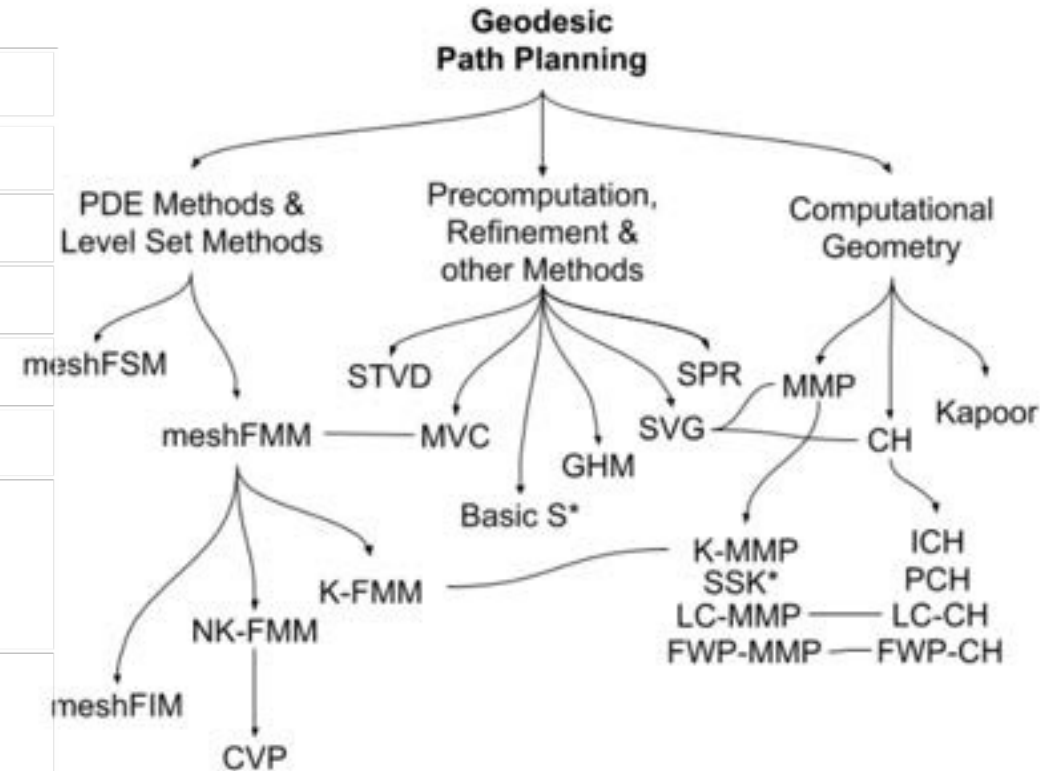 Geodesic
Path Planning
PDE Methods &
Level Set Methods
Precomputation,
Refinement &
other Methods
Computational
Geometry
meshFSM
STVD
SPR
MMP
Kapoor
meshFMM
MVC
SVG
CH
GHM
Basic S*
K-FMM
K-MMP
ICH
SSK*
PCH
NK-FMM
LC-MMP
LC-CH
FWP-MMP
FWP-CH
meshFIM
CVP